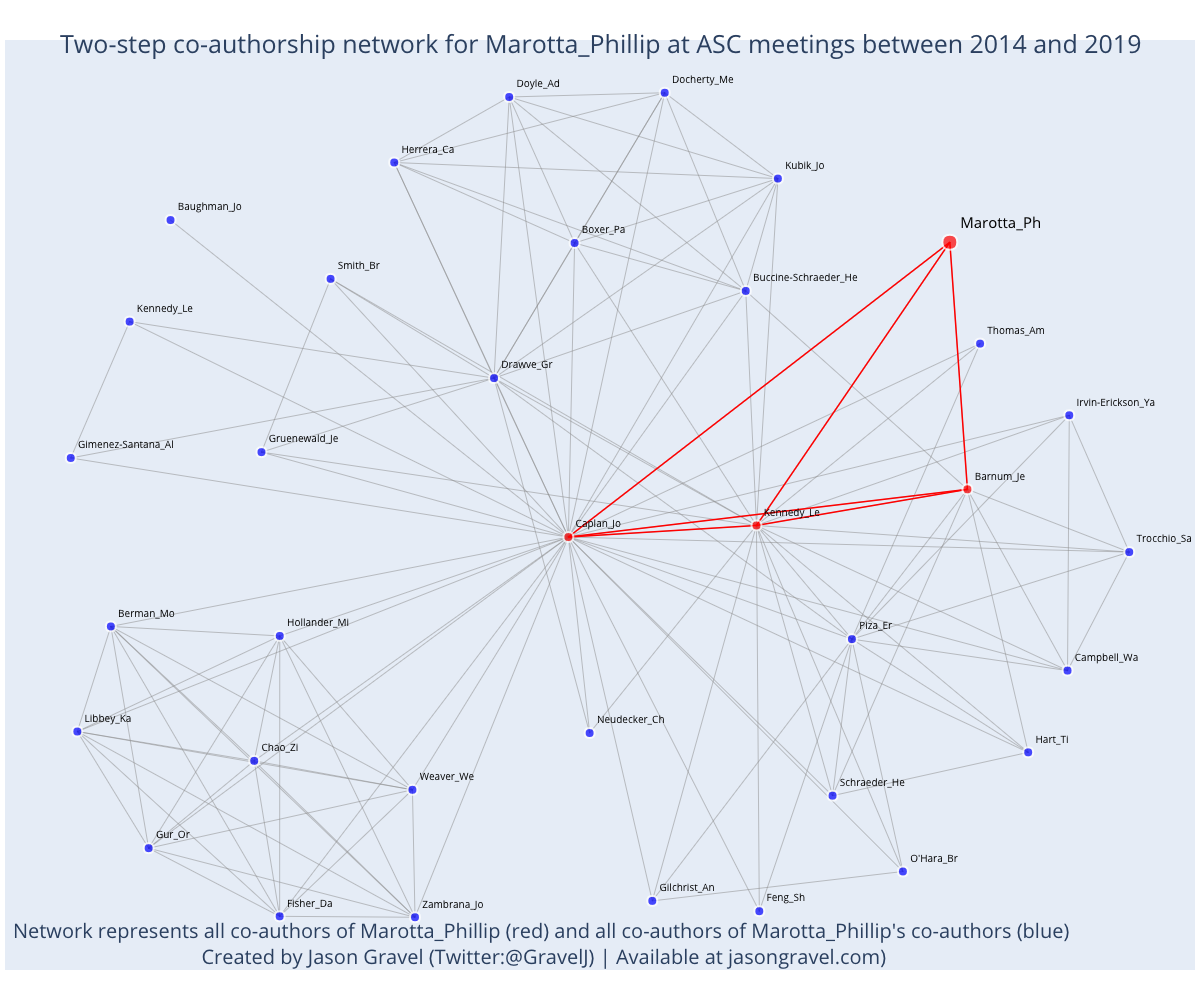 Two-step co-authorship network for Marotta_Phillip at ASC meetings between 2014 and 2019
Doyle_Ad
Docherty_Me
Herrera_Ca
Kubik_Jo
Baughman_Jo
Boxer_Pa
Marotta_Ph
Smith_Br
Buccine-Schraeder_He
Kennedy_Le
Thomas_Am
Drawve_Gr
Irvin-Erickson_Ya
Gimenez-Santana_Al
Gruenewald_Je
Barnum_Je
Caplan_Jo
Kennedy_Le
Trocchio_Sa
Berman_Mo
Hollander_Mi
Piza_Er
Campbell_Wa
Libbey_Ka
Neudecker_Ch
Hart_Ti
Chao_Zi
Weaver_We
Schraeder_He
Gur_Or
O'Hara_Br
Gilchrist_An
Feng_Sh
Fisher_Da
Zambrana_Jo
Network represents all co-authors of Marotta_Phillip (red) and all co-authors of Marotta_Phillip's co-authors (blue)
Created by Jason Gravel (Twitter:@GravelJ) | Available at jasongravel.com)